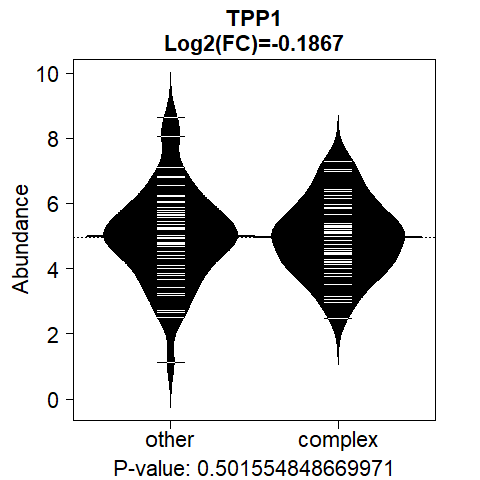 TPP1
Log2(FC)=-0.1867
Abundance
10
8
6
4
2
0
other complex
P-value: 0.501554848669971